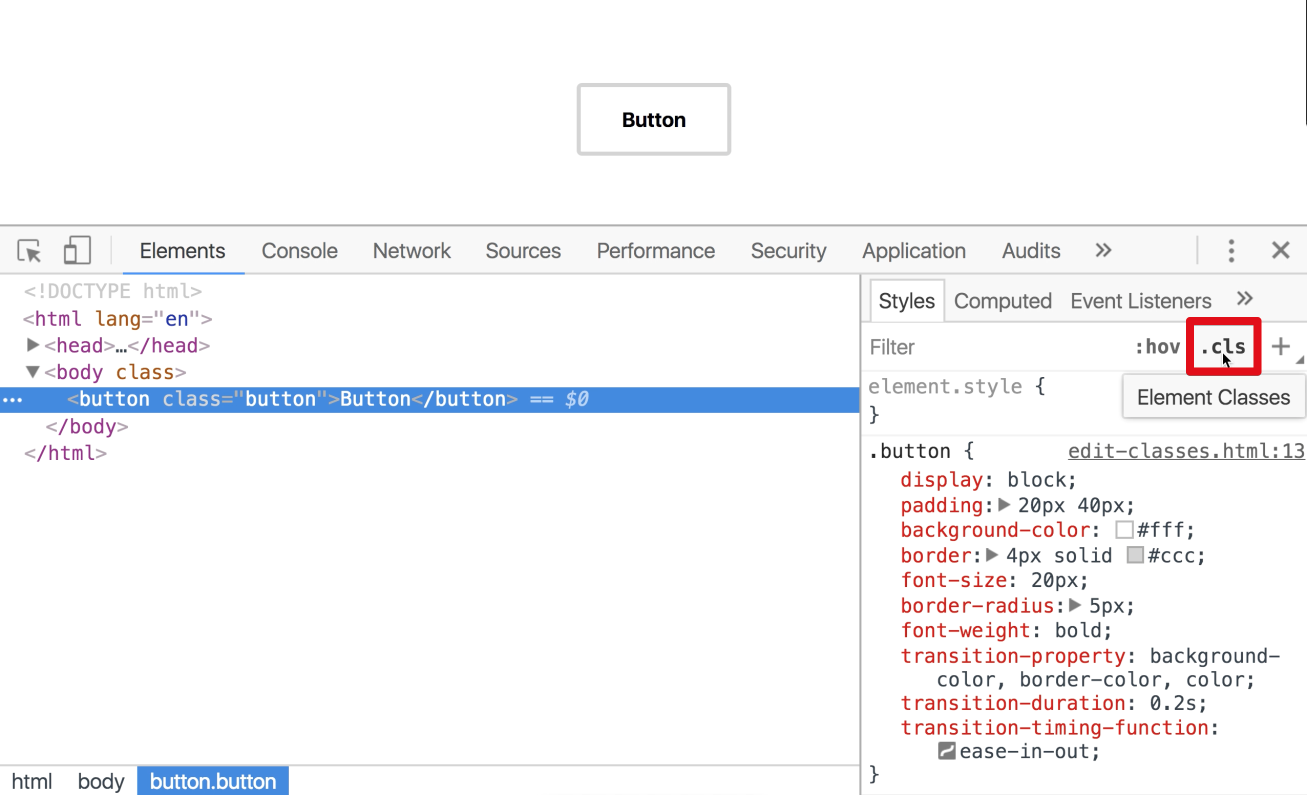 Button
Elements Console Network Sources Performance Security Application Audits »
<!DOCTYPE html>
<html lang="en">
▶<head>…</head>
▼<body class>
… <button class="button">Button</button> == $0
</body>
</html>
html body button.button
Styles Computed Event Listeners »
Filter :hov .cls +
Element Classes
element.style {
}
.button { edit-classes.html:13
display: block;
padding:▶ 20px 40px;
background-color: #fff;
border:▶ 4px solid #ccc;
font-size: 20px;
border-radius:▶ 5px;
font-weight: bold;
transition-property: background-
color, border-color, color;
transition-duration: 0.2s;
transition-timing-function:
ease-in-out;
}